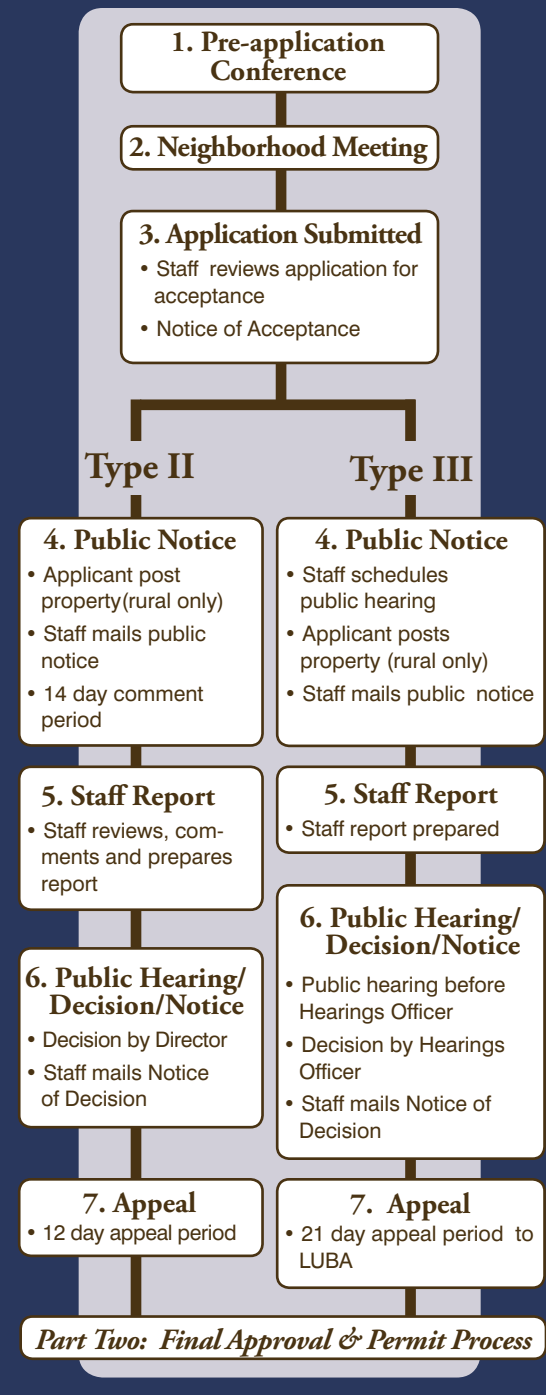 1. Pre-application
Conference
2. Neighborhood Meeting
3. Application Submitted
• Staff reviews application for
acceptance
• Notice of Acceptance
Type II
4. Public Notice
• Applicant post
property(rural only)
• Staff mails public
notice
• 14 day comment
period
5. Staff Report
• Staff reviews, com-
ments and prepares
report
6. Public Hearing/
Decision/Notice
• Decision by Director
• Staff mails Notice
of Decision
7. Appeal
• 12 day appeal period
Type III
4. Public Notice
• Staff schedules
public hearing
• Applicant posts
property (rural only)
• Staff mails public notice
5. Staff Report
• Staff report prepared
6. Public Hearing/
Decision/Notice
• Public hearing before
Hearings Officer
• Decision by Hearings
Officer
• Staff mails Notice of
Decision
7. Appeal
• 21 day appeal period to
LUBA
Part Two: Final Approval & Permit Process